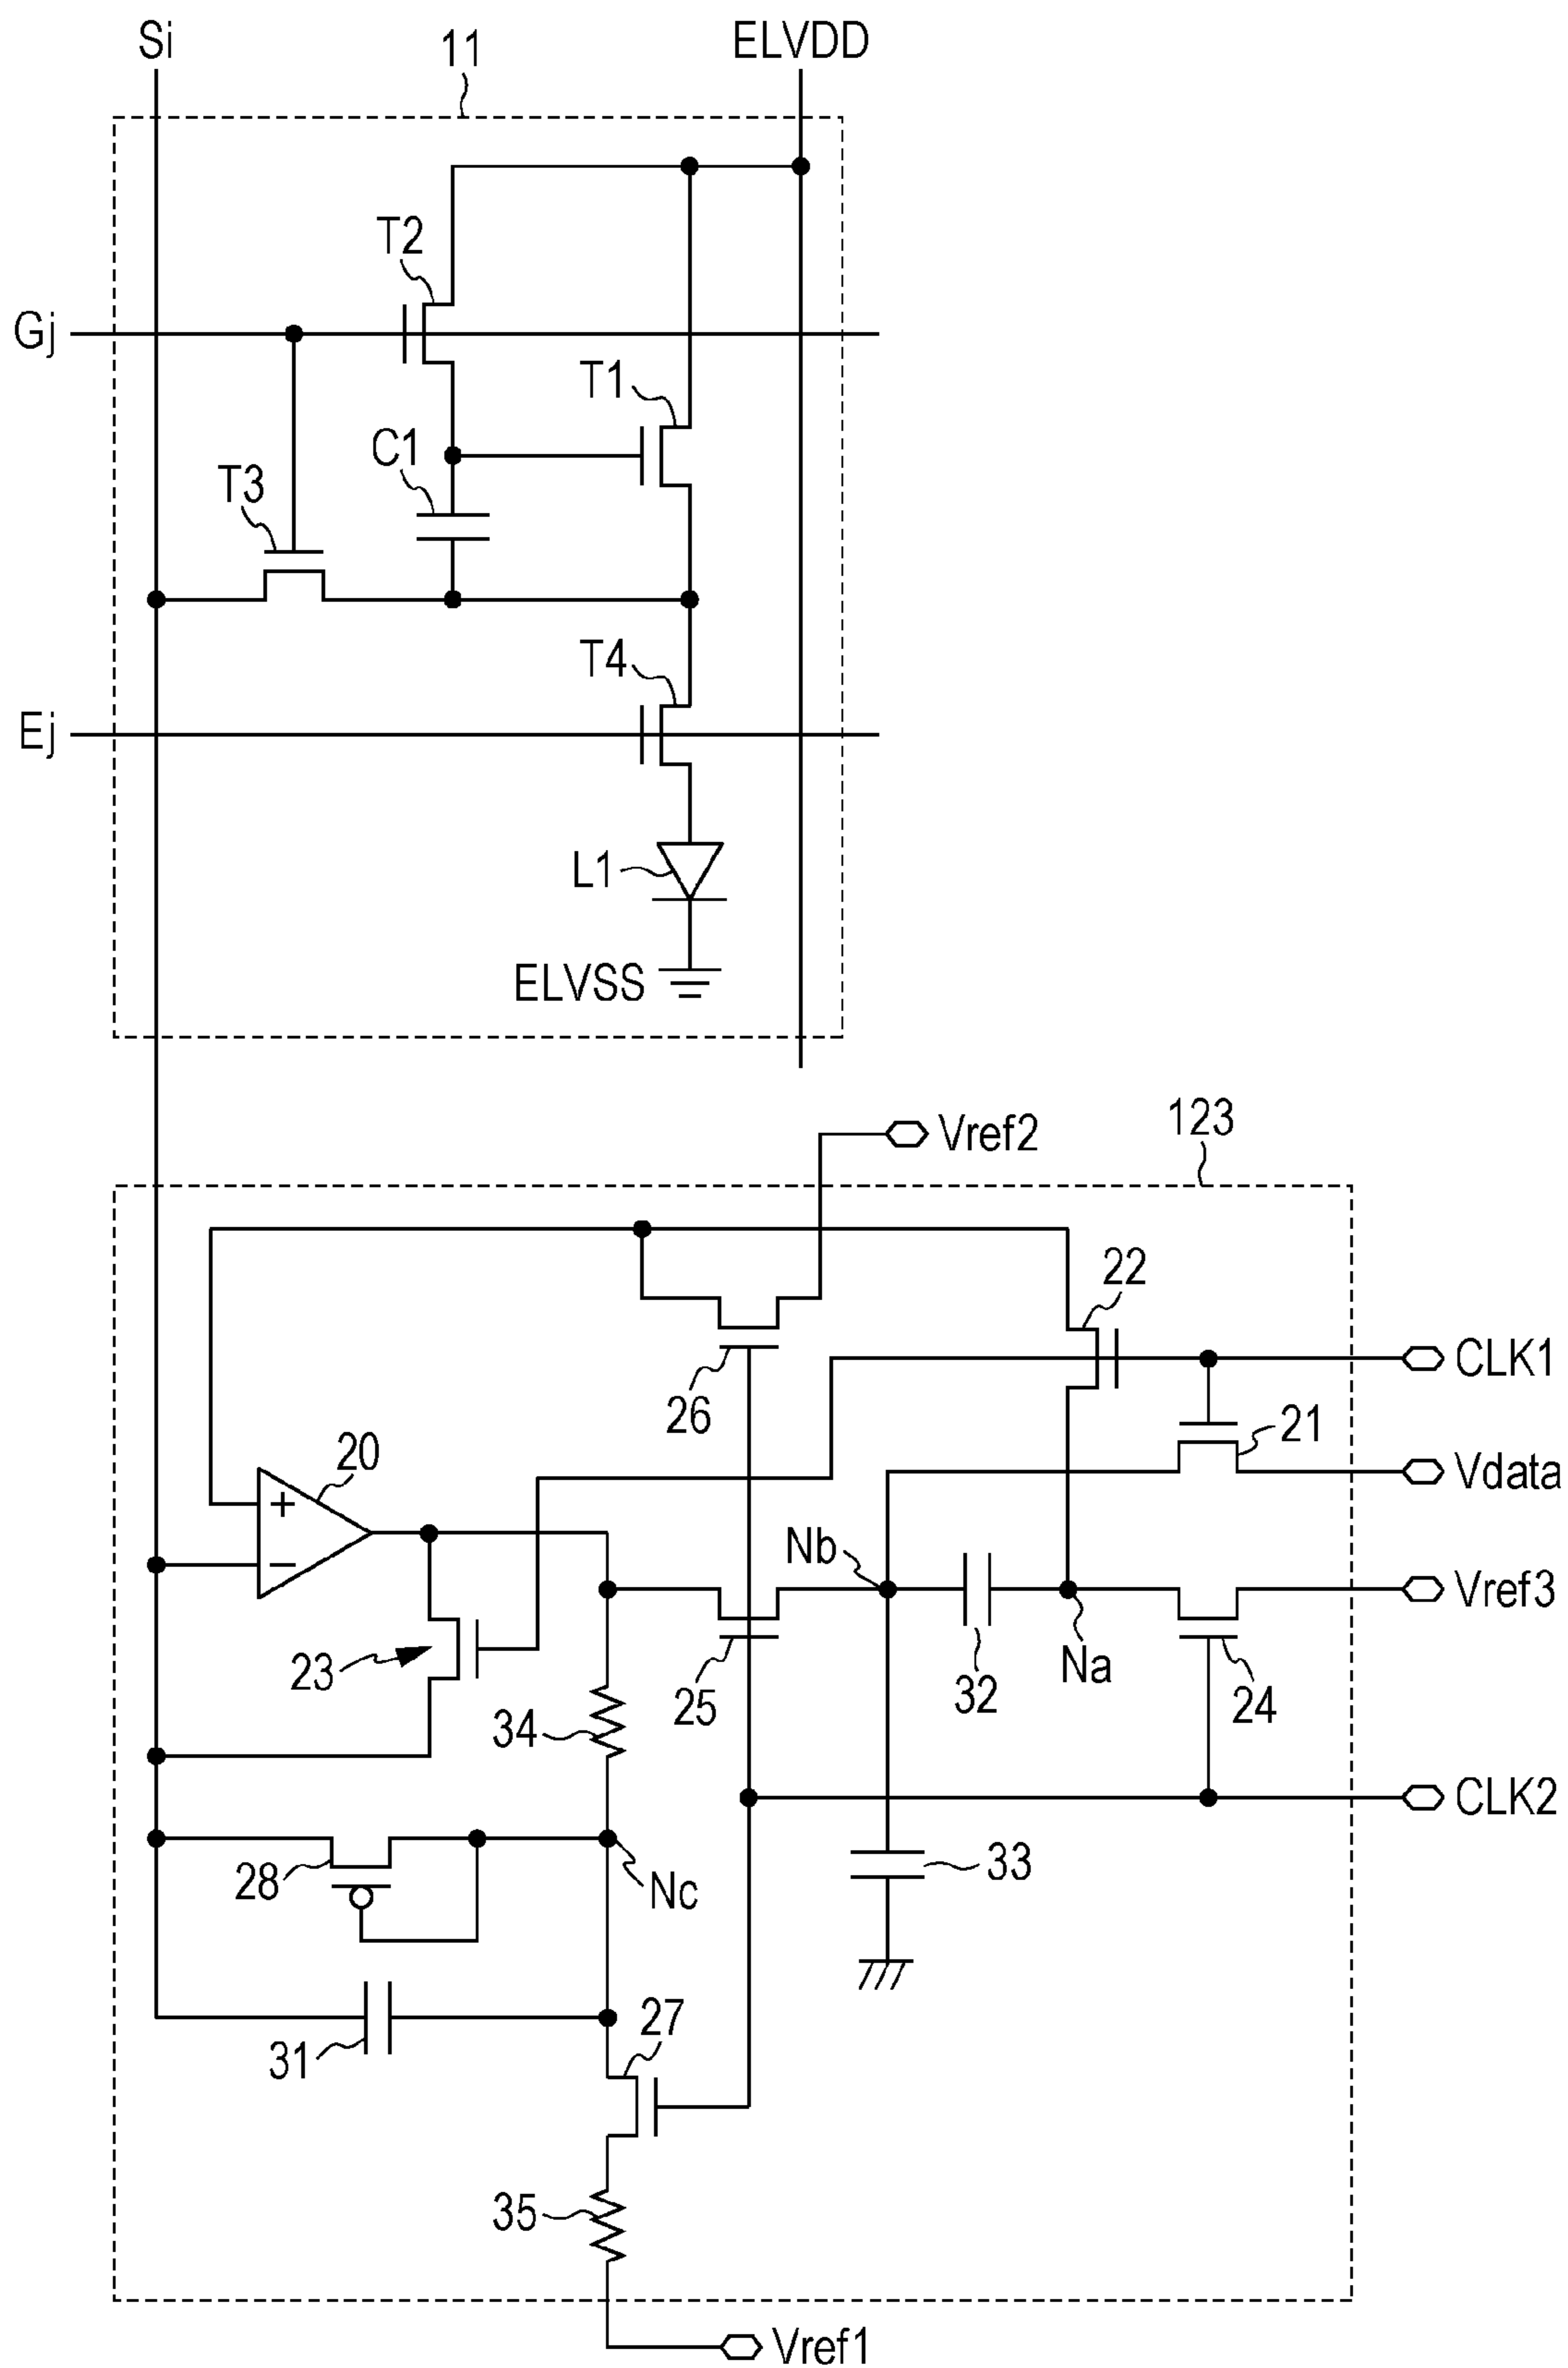 Si
11
ELVDD
T2
Gj
T1
C1
T3
T4
Ej
L1
ELVSS
Vref2
123
22
CLK1
26
21
20
Vdata
+
−
Nb
Vref3
23
25
32
Na
24
34
CLK2
28
Nc
33
27
31
35
Vref1